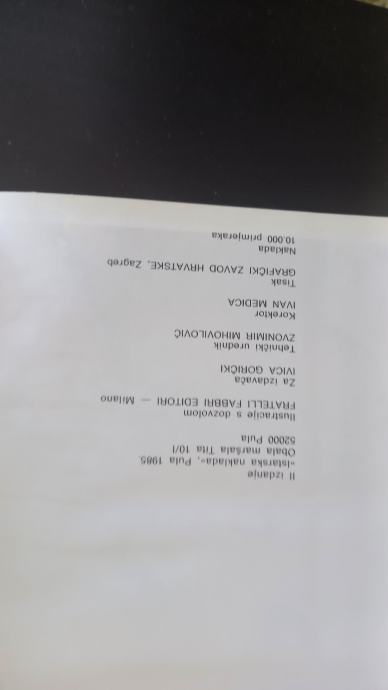 II izdanje
»Istarska naklada«, Pula 1985.
Obala maršala Tita 10/I
52000 Pula
Ilustracije s dozvolom
FRATELLI FABBRI EDITORI — Milano
Za izdavača
IVICA GORIČKI
Tehnički urednik
ZVONIMIR MIHOVILOVIĆ
Korektor
IVAN MEDICA
Tisak
GRAFIČKI ZAVOD HRVATSKE, Zagreb
Naklada
10.000 primjeraka